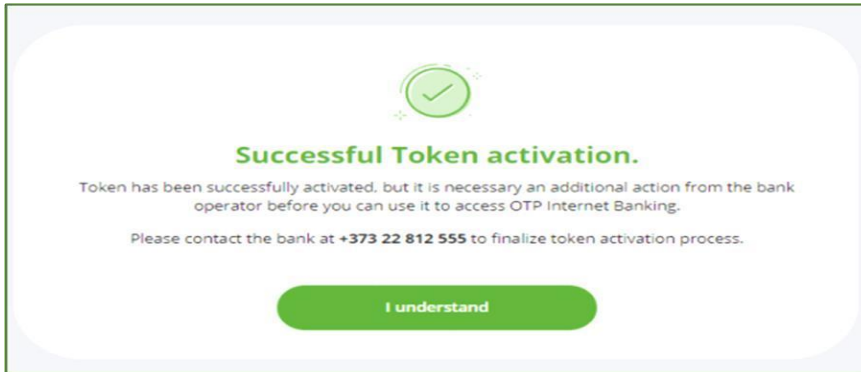 Successful Token activation.
Token has been successfully activated. but it is necessary an additional action from the bank
operator before you can use it to access OTP Internet Banking.
Please contact the bank at +373 22 812 555 to finalize token activation process.
I understand